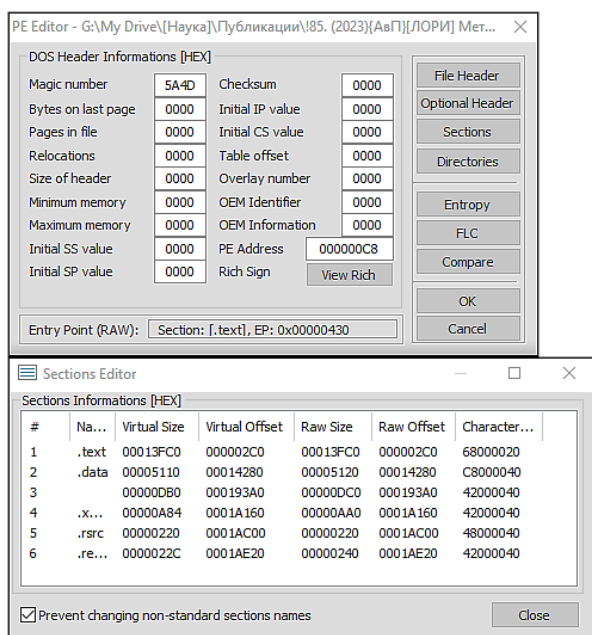 PE Editor - G:\My Drive\[Наука]\Публикации\!85. (2023){АвП}[ЛОРИ] Мет...
DOS Header Informations [HEX]
Magic number 5A4D Checksum 0000 File Header
Bytes on last page 0000 Initial IP value 0000 Optional Header
Pages in file 0000 Initial CS value 0000 Sections
Relocations 0000 Table offset 0000 Directories
Size of header 0000 Overlay number 0000
Minimum memory 0000 OEM Identifier 0000 Entropy
Maximum memory 0000 OEM Information 0000 FLC
Initial SS value 0000 PE Address 000000C8 Compare
Initial SP value 0000 Rich Sign View Rich
OK
Entry Point (RAW): Section: [.text], EP: 0x00000430 Cancel
Sections Editor
Sections Informations [HEX]
# Na... Virtual Size Virtual Offset Raw Size Raw Offset Character...
1 .text 00013FC0 000002C0 00013FC0 000002C0 68000020
2 .data 00005110 00014280 00005120 00014280 C8000040
3 00000DB0 000193A0 00000DC0 000193A0 42000040
4 .x... 00000A84 0001A160 00000AA0 0001A160 42000040
5 .rsrc 00000220 0001AC00 00000220 0001AC00 48000040
6 .re... 0000022C 0001AE20 00000240 0001AE20 42000040
Prevent changing non-standard sections names Close